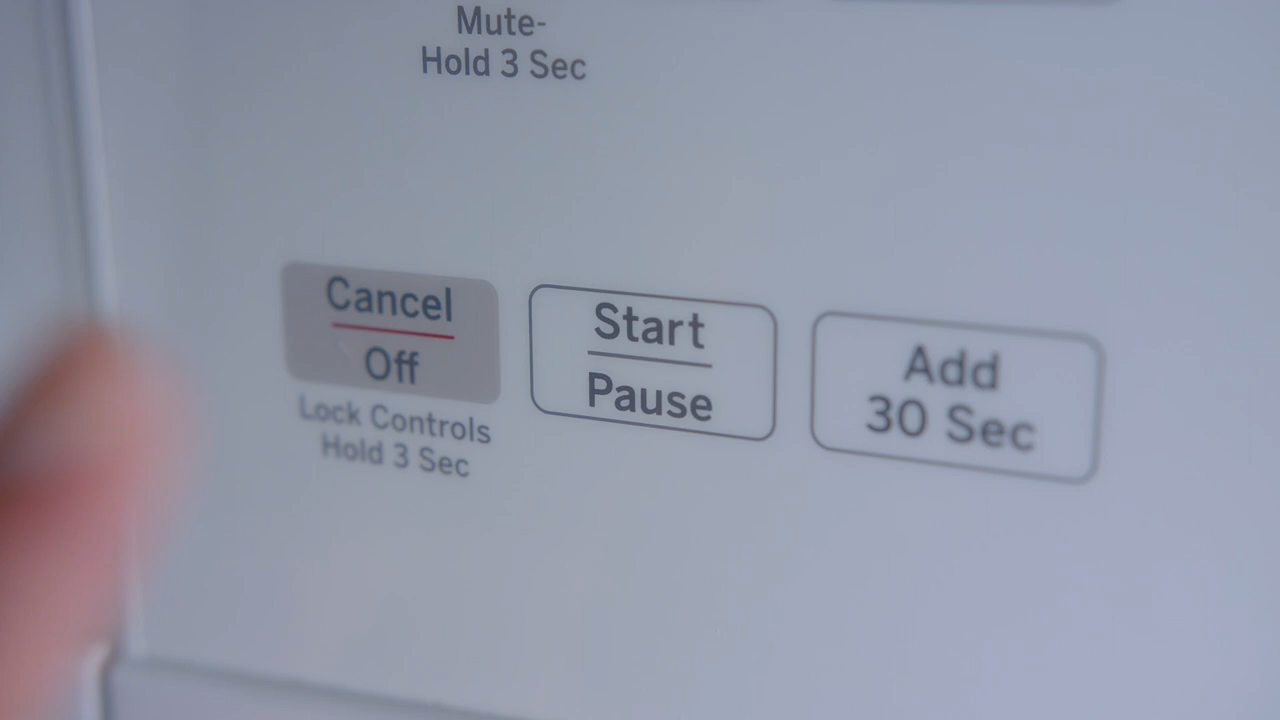 Mute-
Hold 3 Sec
Cancel
Off
Lock Controls
Hold 3 Sec
Start
Pause
Add
30 Sec